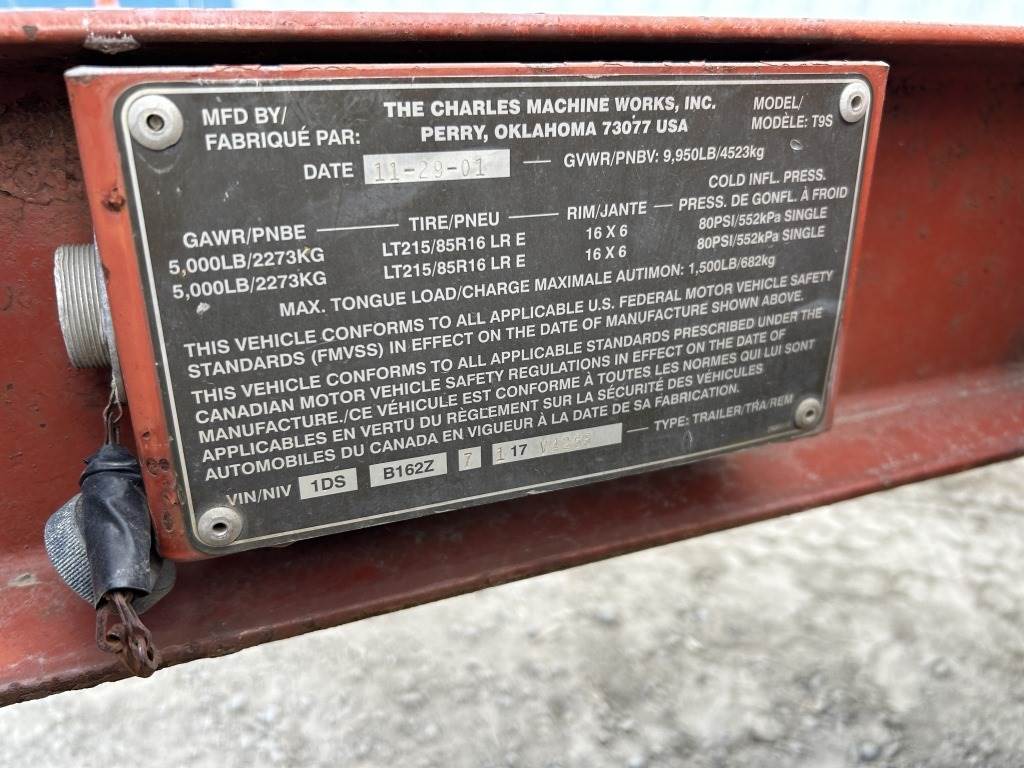 MFD BY/ FABRIQUÉ PAR: THE CHARLES MACHINE WORKS, INC.
PERRY, OKLAHOMA 73077 USA
MODEL/ MODÈLE: T9S
DATE 11-29-01 — GVWR/PNBV: 9,950LB/4523kg
COLD INFL. PRESS.
GAWR/PNBE — TIRE/PNEU — RIM/JANTE — PRESS. DE GONFL. À FROID
5,000LB/2273KG LT215/85R16 LR E 16 X 6 80PSI/552kPa SINGLE
5,000LB/2273KG LT215/85R16 LR E 16 X 6 80PSI/552kPa SINGLE
MAX. TONGUE LOAD/CHARGE MAXIMALE AUTIMON: 1,500LB/682kg
THIS VEHICLE CONFORMS TO ALL APPLICABLE U.S. FEDERAL MOTOR VEHICLE SAFETY
STANDARDS (FMVSS) IN EFFECT ON THE DATE OF MANUFACTURE SHOWN ABOVE.
THIS VEHICLE CONFORMS TO ALL APPLICABLE STANDARDS PRESCRIBED UNDER THE
CANADIAN MOTOR VEHICLE SAFETY REGULATIONS IN EFFECT ON THE DATE OF
MANUFACTURE./CE VÉHICULE EST CONFORME À TOUTES LES NORMES QUI LUI SONT
APPLICABLES EN VERTU DU RÈGLEMENT SUR LA SÉCURITÉ DES VÉHICULES
AUTOMOBILES DU CANADA EN VIGUEUR À LA DATE DE SA FABRICATION.
VIN/NIV 1DS B162Z 7 1 17 — TYPE: TRAILER/TRA/REM